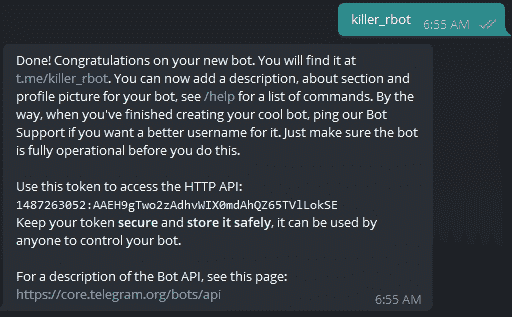 killer_rbot
6:55 AM
Done! Congratulations on your new bot. You will find it at
t.me/killer_rbot. You can now add a description, about section and
profile picture for your bot, see /help for a list of commands. By the
way, when you've finished creating your cool bot, ping our Bot
Support if you want a better username for it. Just make sure the bot
is fully operational before you do this.
Use this token to access the HTTP API:
1487263052:AAEH9gTwo2zAdhvWIX0mdAhQZ65TVlLokSE
Keep your token secure and store it safely, it can be used by
anyone to control your bot.
For a description of the Bot API, see this page:
https://core.telegram.org/bots/api
6:55 AM